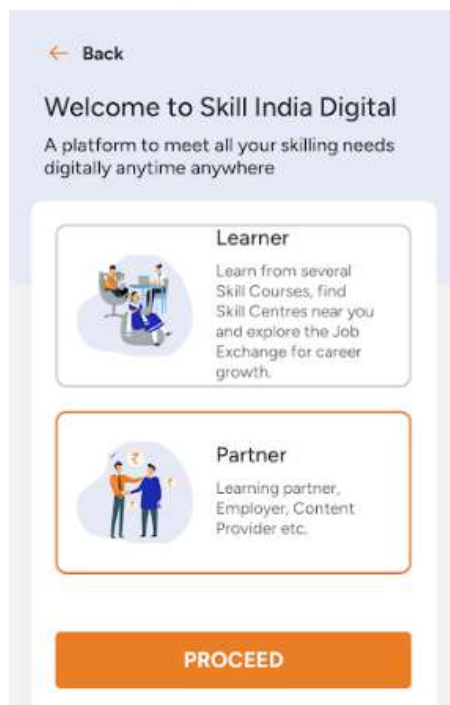 ← Back
Welcome to Skill India Digital
A platform to meet all your skilling needs
digitally anytime anywhere
Learner
Learn from several
Skill Courses, find
Skill Centres near you
and explore the Job
Exchange for career
growth.
Partner
Learning partner,
Employer, Content
Provider etc.
PROCEED